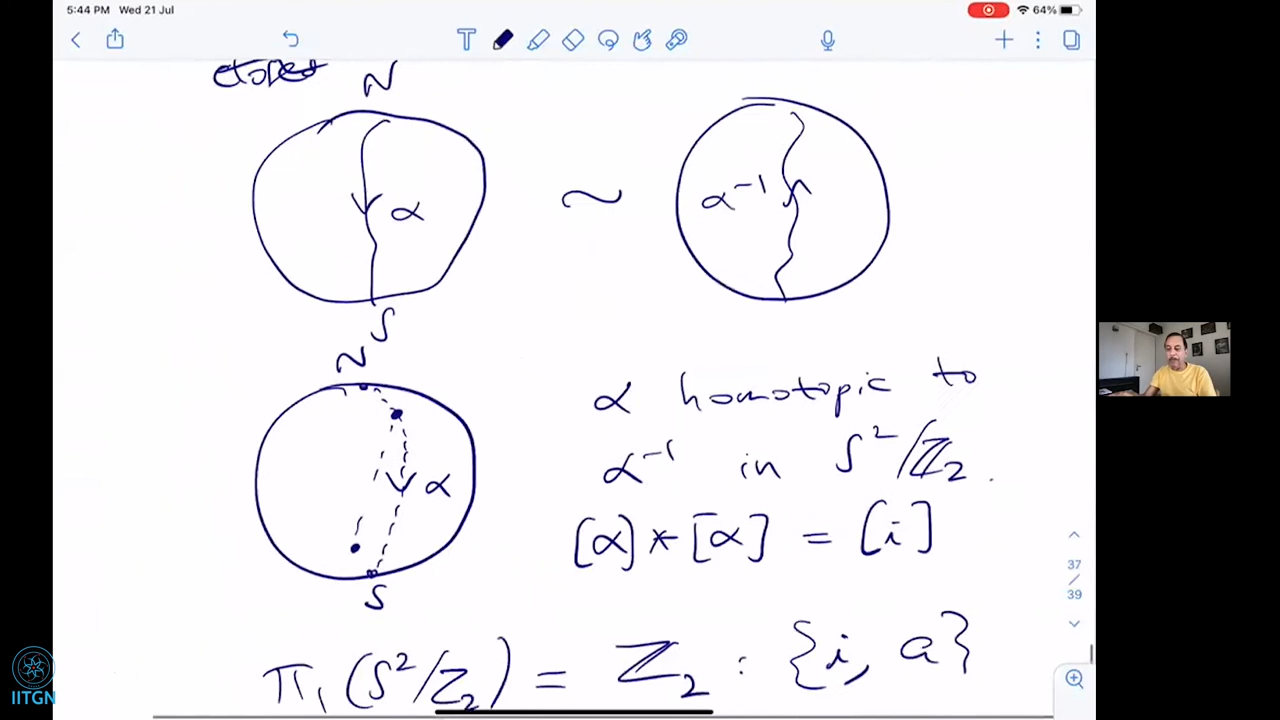 5:44 PM Wed 21 Jul
64%
closed
N
α
S
~
α⁻¹
N
α
S
α homotopic to
α⁻¹ in S²/ℤ₂.
[α] * [α] = [i]
37
/
39
π₁(S²/ℤ₂) = ℤ₂ : {i, a}
IITGN